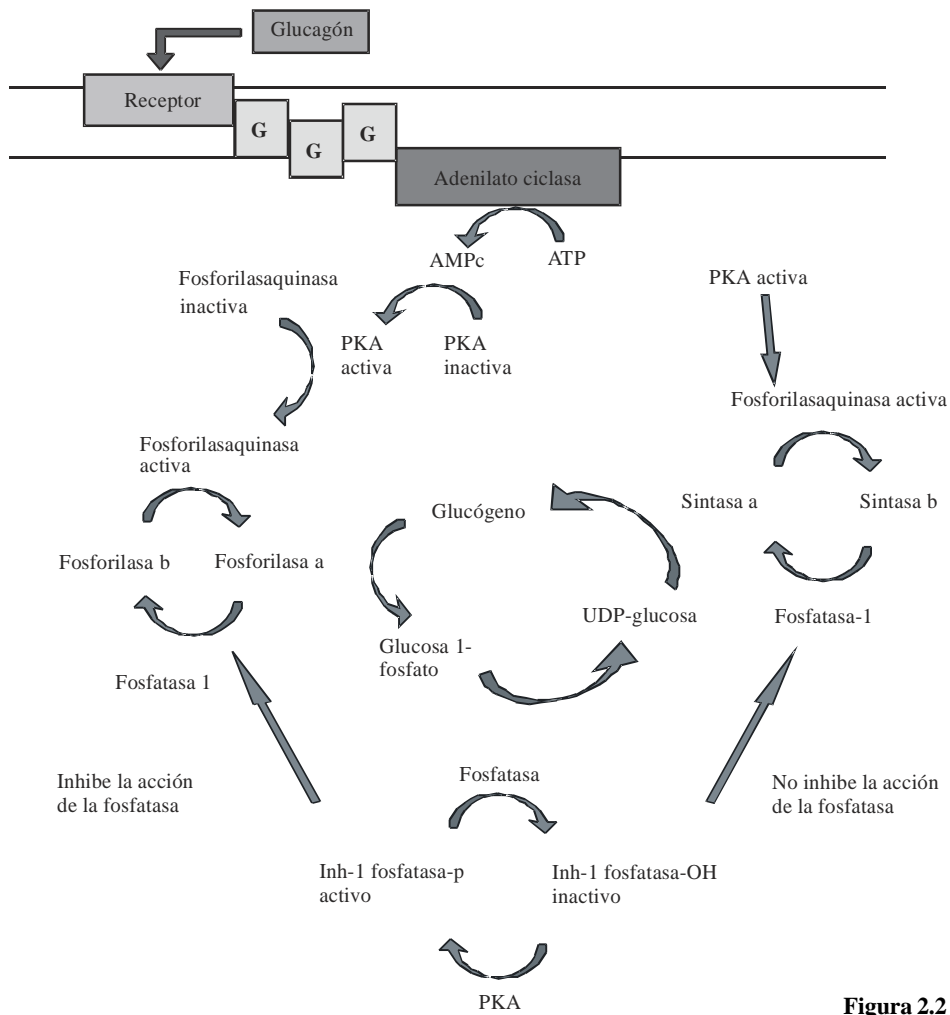 Glucagón
Receptor
G
G
G
Adenilato ciclasa
AMPc
ATP
Fosforilasaquinasa
inactiva
PKA activa
PKA
activa
PKA
inactiva
Fosforilasaquinasa activa
Fosforilasaquinasa
activa
Glucógeno
Sintasa a
Sintasa b
Fosforilasa b
Fosforilasa a
UDP-glucosa
Fosfatasa-1
Glucosa 1-
fosfato
Fosfatasa 1
Inhibe la acción
de la fosfatasa
Fosfatasa
No inhibe la acción
de la fosfatasa
Inh-1 fosfatasa-p
activo
Inh-1 fosfatasa-OH
inactivo
PKA
Figura 2.2